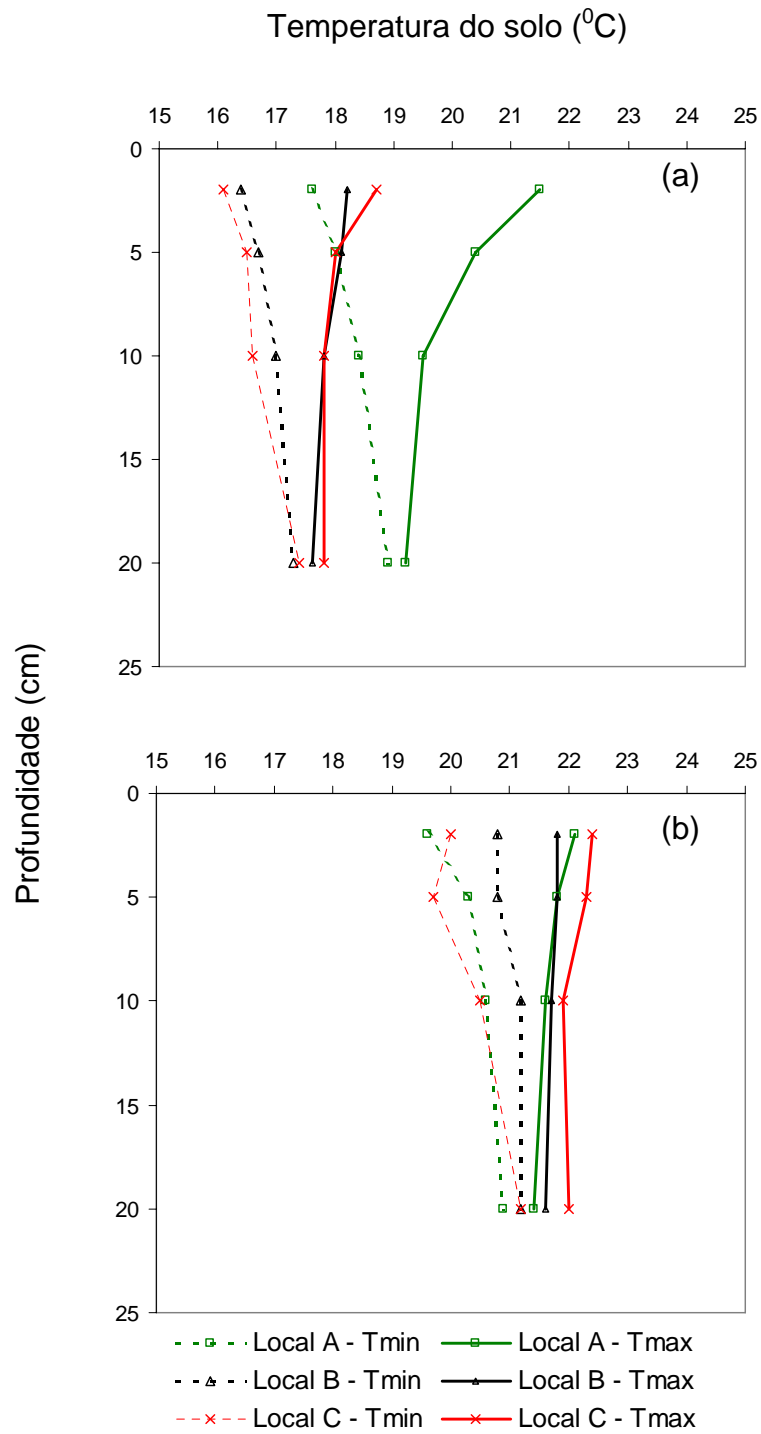 Temperatura do solo (⁰C)
15 16 17 18 19 20 21 22 23 24 25
0
(a)
5
10
15
20
25
Profundidade (cm)
15 16 17 18 19 20 21 22 23 24 25
0
(b)
5
10
15
20
25
Local A - Tmin Local A - Tmax
Local B - Tmin Local B - Tmax
Local C - Tmin Local C - Tmax